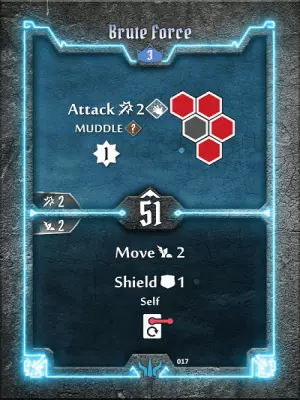 Brute Force
3
Attack 2
MUDDLE ?
1
2
51
2
Move 2
Shield 1
Self
017